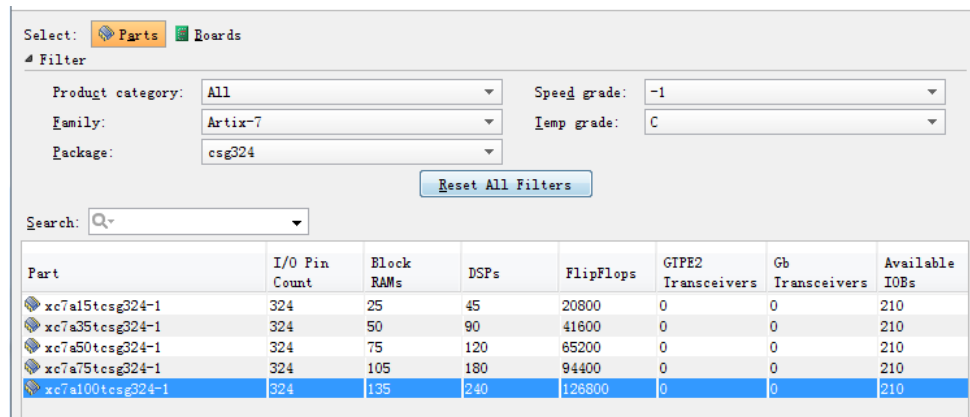 Select: Parts Boards
Filter
Product category: All Speed grade: -1
Family: Artix-7 Temp grade: C
Package: csg324
Reset All Filters
Search:
Part I/O Pin Count Block RAMs DSPs FlipFlops GTPE2 Transceivers Gb Transceivers Available IOBs
xc7a15tcsg324-1 324 25 45 20800 0 0 210
xc7a35tcsg324-1 324 50 90 41600 0 0 210
xc7a50tcsg324-1 324 75 120 65200 0 0 210
xc7a75tcsg324-1 324 105 180 94400 0 0 210
xc7a100tcsg324-1 324 135 240 126800 0 0 210